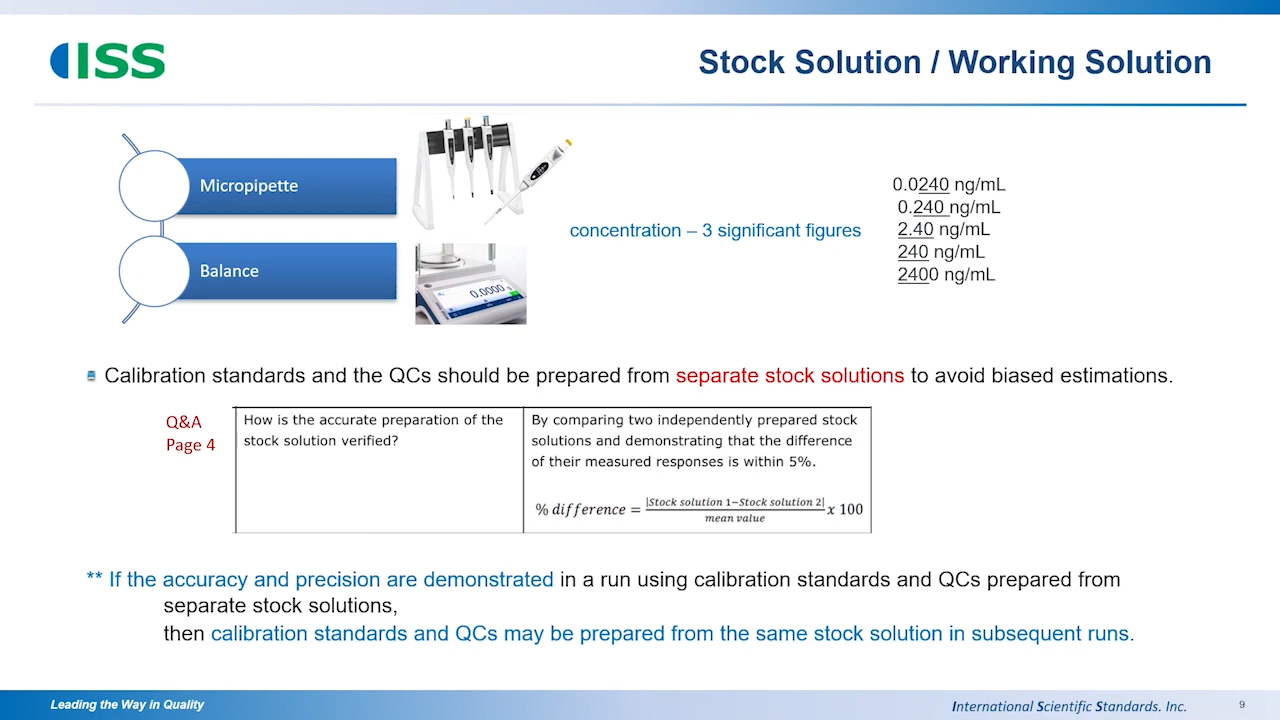 ISS
Stock Solution / Working Solution
Micropipette
Balance
0.0000 g
concentration – 3 significant figures
0.0240 ng/mL
0.240 ng/mL
2.40 ng/mL
240 ng/mL
2400 ng/mL
Calibration standards and the QCs should be prepared from separate stock solutions to avoid biased estimations.
Q&A
Page 4
How is the accurate preparation of the
stock solution verified?
By comparing two independently prepared stock
solutions and demonstrating that the difference
of their measured responses is within 5%.
% difference = |Stock solution 1−Stock solution 2| / mean value x 100
** If the accuracy and precision are demonstrated in a run using calibration standards and QCs prepared from
separate stock solutions,
then calibration standards and QCs may be prepared from the same stock solution in subsequent runs.
Leading the Way in Quality
International Scientific Standards. Inc.
9